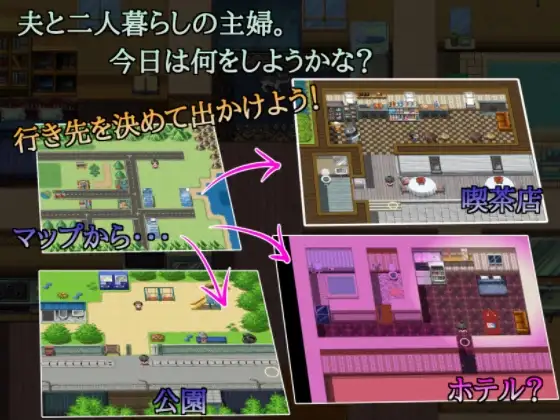 夫と二人暮らしの主婦。
今日は何をしようかな？
行き先を決めて出かけよう！
マップから・・・
喫茶店
公園
ホテル？